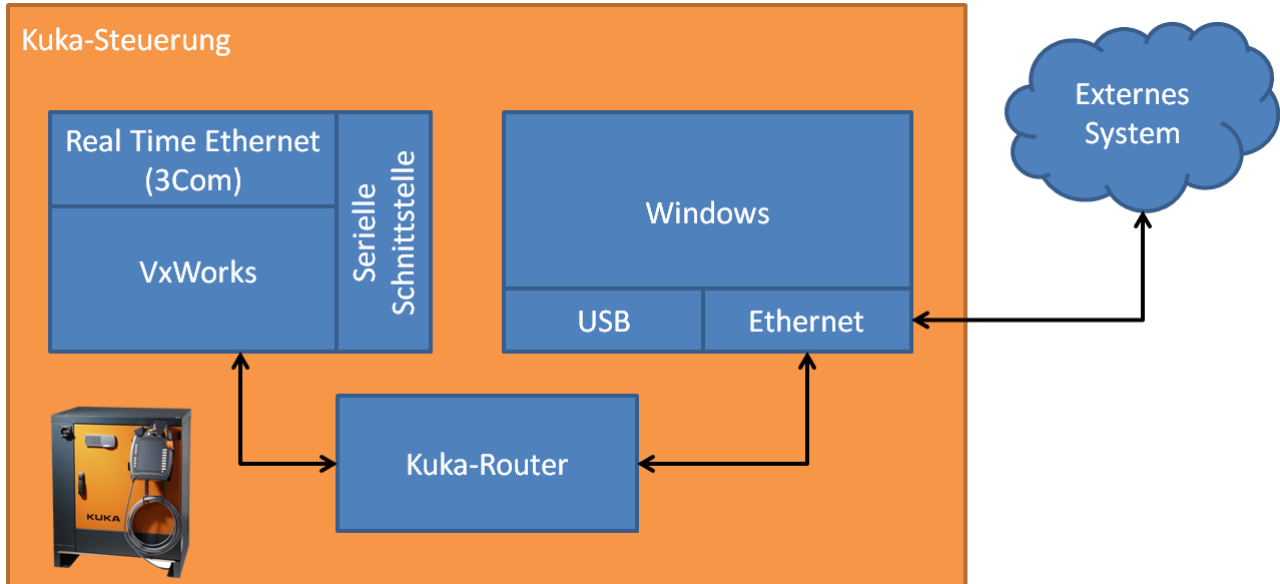 Kuka-Steuerung
Real Time Ethernet
(3Com)
VxWorks
Serielle
Schnittstelle
Windows
USB
Ethernet
Externes
System
Kuka-Router
KUKA